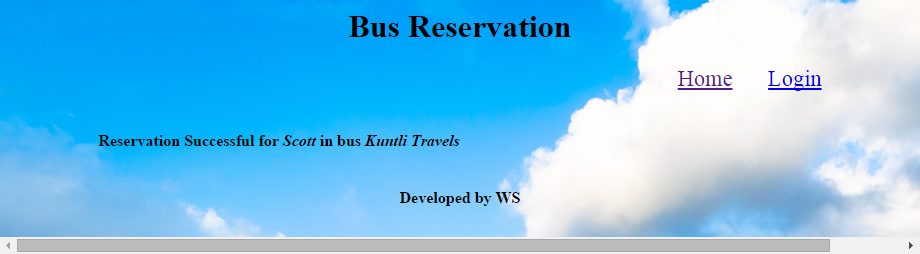 Bus Reservation
Home Login
Reservation Successful for Scott in bus Kuntli Travels
Developed by WS